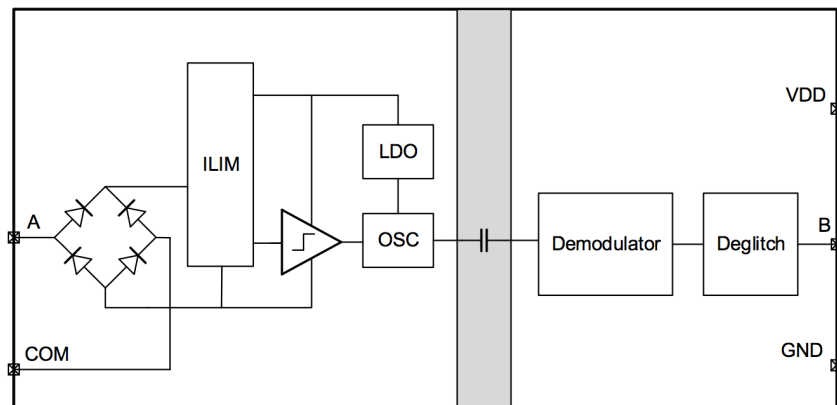 VDD
LDO
ILIM
A
OSC
Demodulator
Deglitch
B
COM
GND